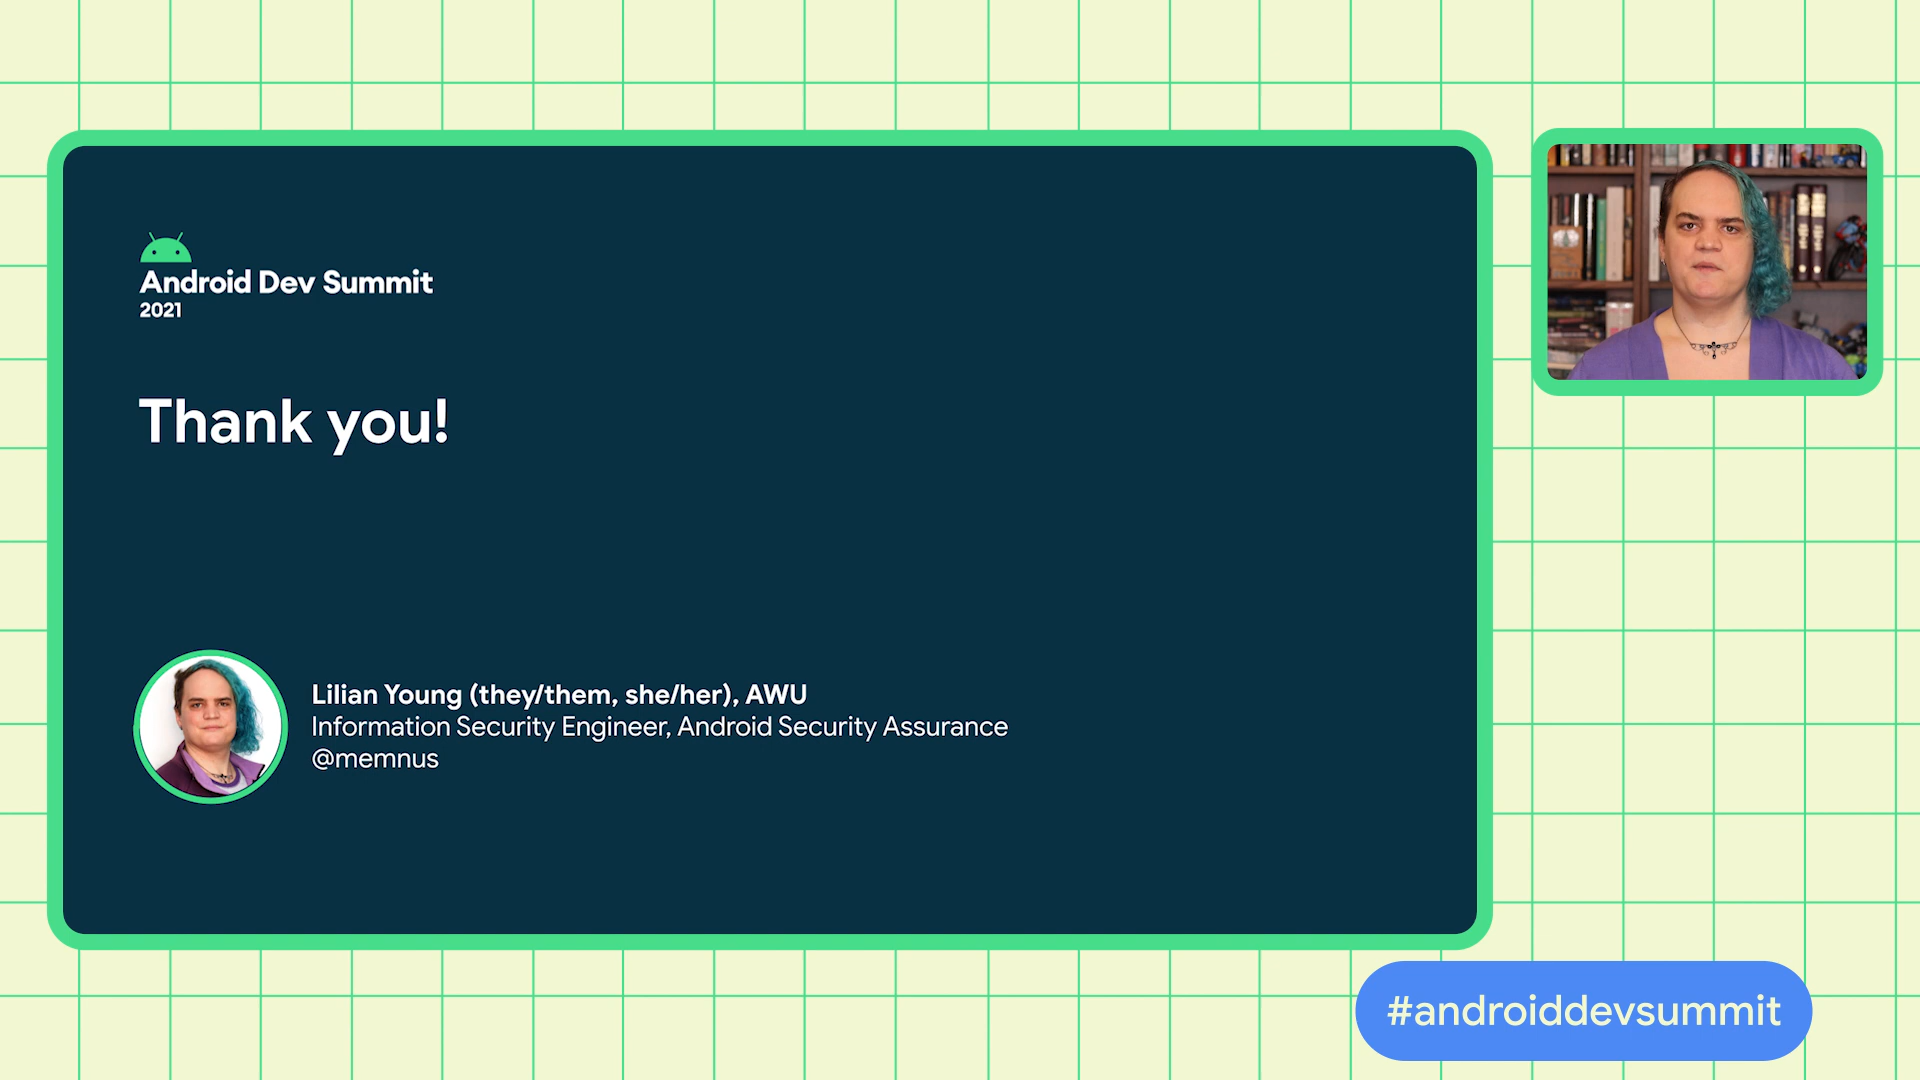 Android Dev Summit
2021
Thank you!
Lilian Young (they/them, she/her), AWU
Information Security Engineer, Android Security Assurance
@memnus
#androiddevsummit